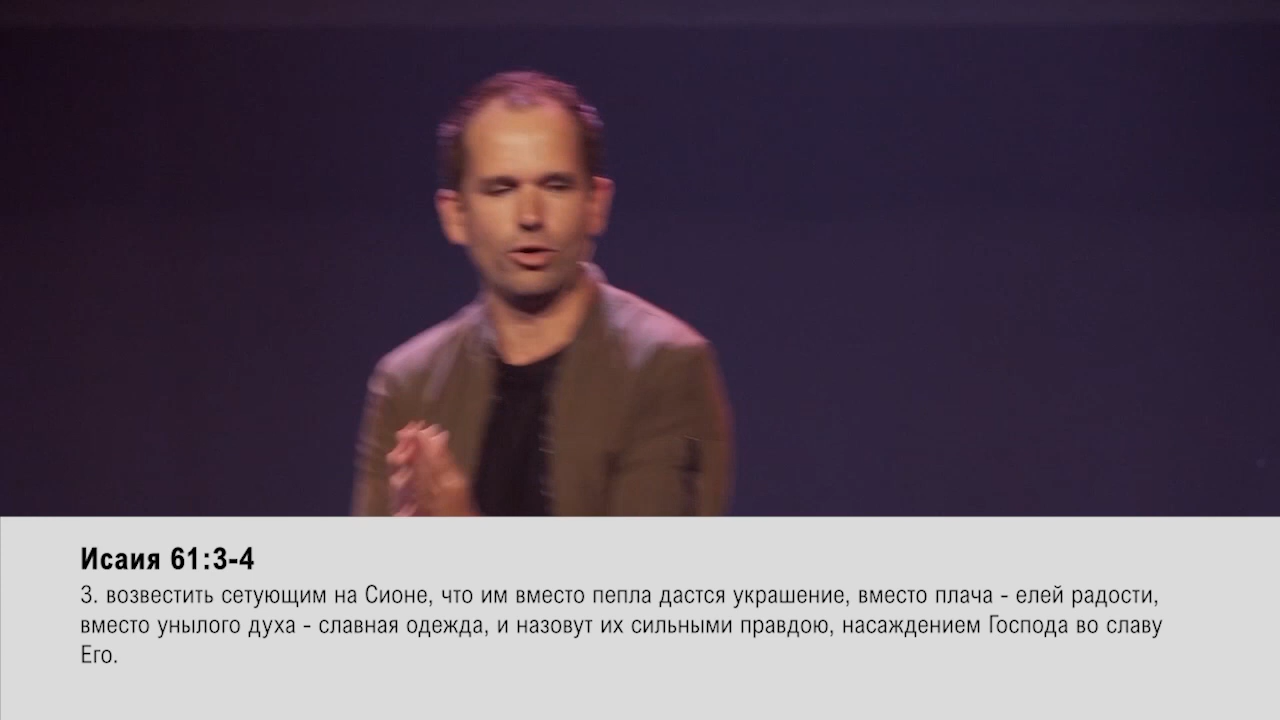 Исаия 61:3-4
3. возвестить сетующим на Сионе, что им вместо пепла дастся украшение, вместо плача - елей радости,
вместо унылого духа - славная одежда, и назовут их сильными правдою, насаждением Господа во славу
Его.